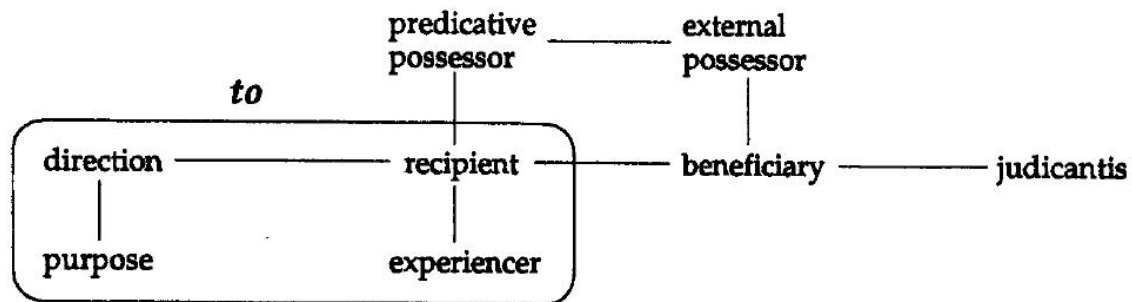 predicative possessor
external possessor
to
direction
recipient
beneficiary
judicantis
purpose
experiencer